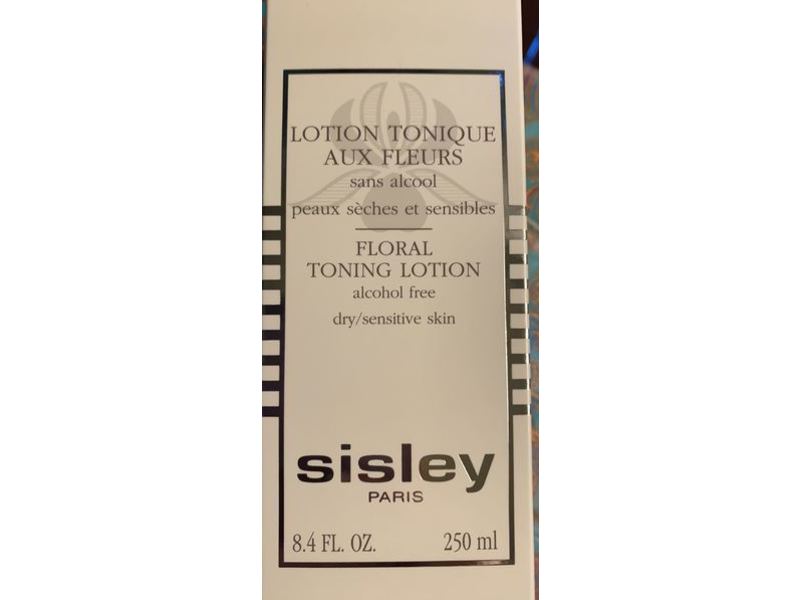 LOTION TONIQUE
AUX FLEURS
sans alcool
peaux sèches et sensibles
FLORAL
TONING LOTION
alcohol free
dry/sensitive skin
sisley
PARIS
8.4 FL. OZ. 250 ml